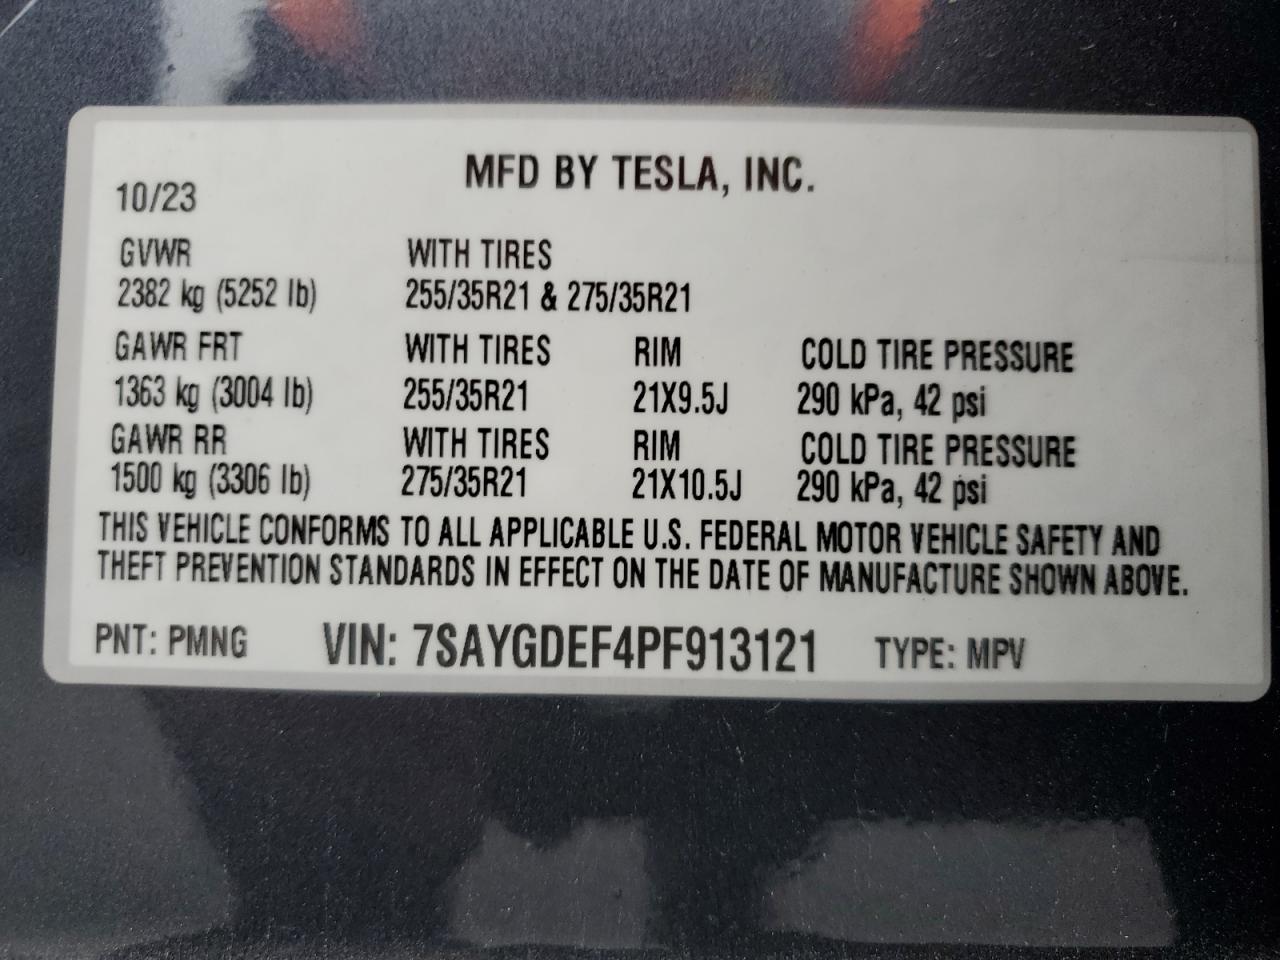 MFD BY TESLA, INC.
10/23
GVWR WITH TIRES
2382 kg (5252 lb) 255/35R21 & 275/35R21
GAWR FRT WITH TIRES RIM COLD TIRE PRESSURE
1363 kg (3004 lb) 255/35R21 21X9.5J 290 kPa, 42 psi
GAWR RR WITH TIRES RIM COLD TIRE PRESSURE
1500 kg (3306 lb) 275/35R21 21X10.5J 290 kPa, 42 psi
THIS VEHICLE CONFORMS TO ALL APPLICABLE U.S. FEDERAL MOTOR VEHICLE SAFETY AND
THEFT PREVENTION STANDARDS IN EFFECT ON THE DATE OF MANUFACTURE SHOWN ABOVE.
PNT: PMNG VIN: 7SAYGDEF4PF913121 TYPE: MPV